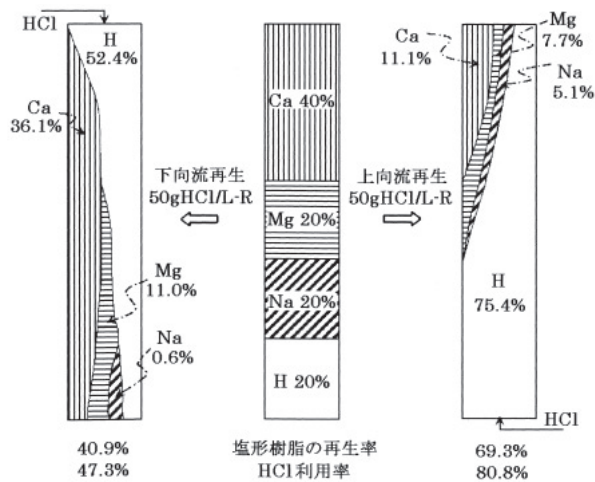 HCl
H
52.4%
Ca
36.1%
Mg
11.0%
Na
0.6%
下向流再生
50gHCl/L-R
Ca 40%
Mg 20%
Na 20%
H 20%
上向流再生
50gHCl/L-R
Ca
11.1%
Mg
7.7%
Na
5.1%
H
75.4%
HCl
40.9% 塩形樹脂の再生率 69.3%
47.3% HCl利用率 80.8%